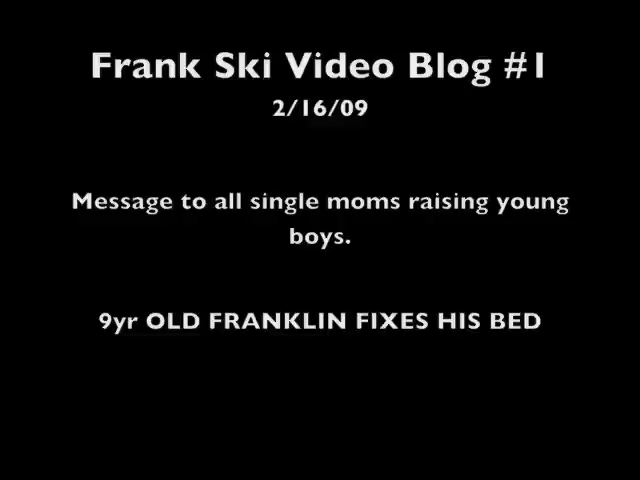 Frank Ski Video Blog #1
2/16/09
Message to all single moms raising young
boys.
9yr OLD FRANKLIN FIXES HIS BED